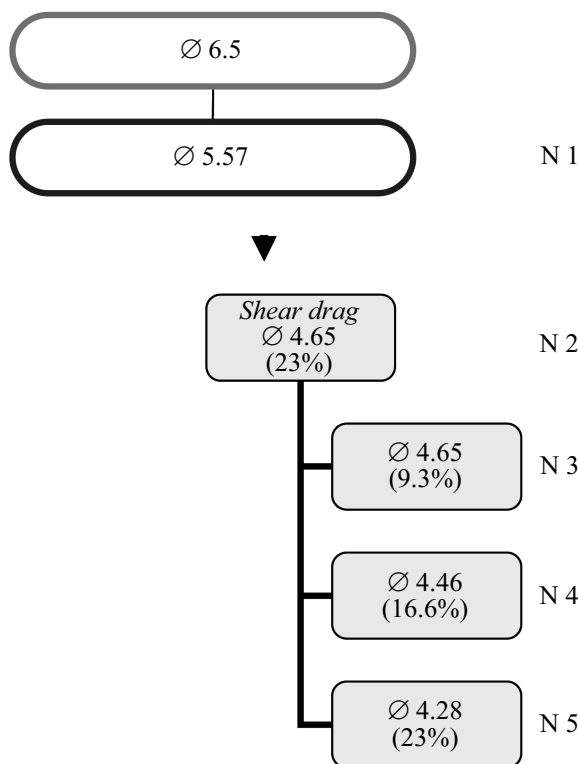 ∅ 6.5
∅ 5.57
N 1
Shear drag
∅ 4.65
(23%)
N 2
∅ 4.65
(9.3%)
N 3
∅ 4.46
(16.6%)
N 4
∅ 4.28
(23%)
N 5